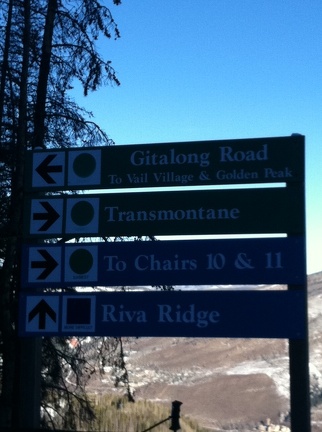 Gitalong Road
To Vail Village & Golden Peak
Transmontane
To Chairs 10 & 11
Riva Ridge